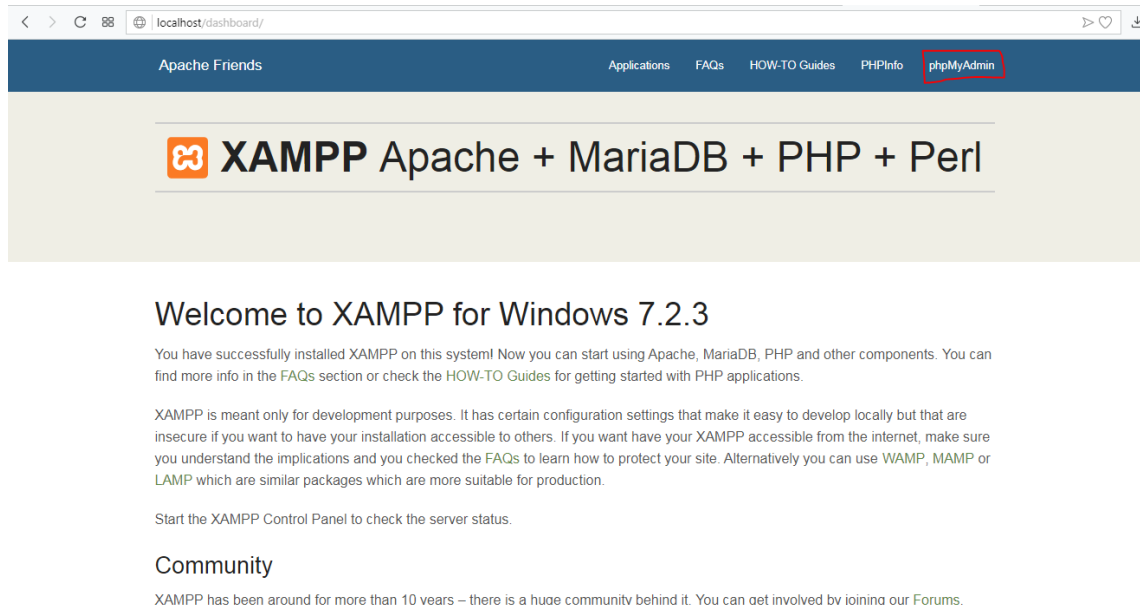 localhost/dashboard/
Apache Friends
Applications FAQs HOW-TO Guides PHPInfo phpMyAdmin
XAMPP Apache + MariaDB + PHP + Perl
Welcome to XAMPP for Windows 7.2.3
You have successfully installed XAMPP on this system! Now you can start using Apache, MariaDB, PHP and other components. You can
find more info in the FAQs section or check the HOW-TO Guides for getting started with PHP applications.
XAMPP is meant only for development purposes. It has certain configuration settings that make it easy to develop locally but that are
insecure if you want to have your installation accessible to others. If you want have your XAMPP accessible from the internet, make sure
you understand the implications and you checked the FAQs to learn how to protect your site. Alternatively you can use WAMP, MAMP or
LAMP which are similar packages which are more suitable for production.
Start the XAMPP Control Panel to check the server status.
Community
XAMPP has been around for more than 10 years – there is a huge community behind it. You can get involved by joining our Forums,